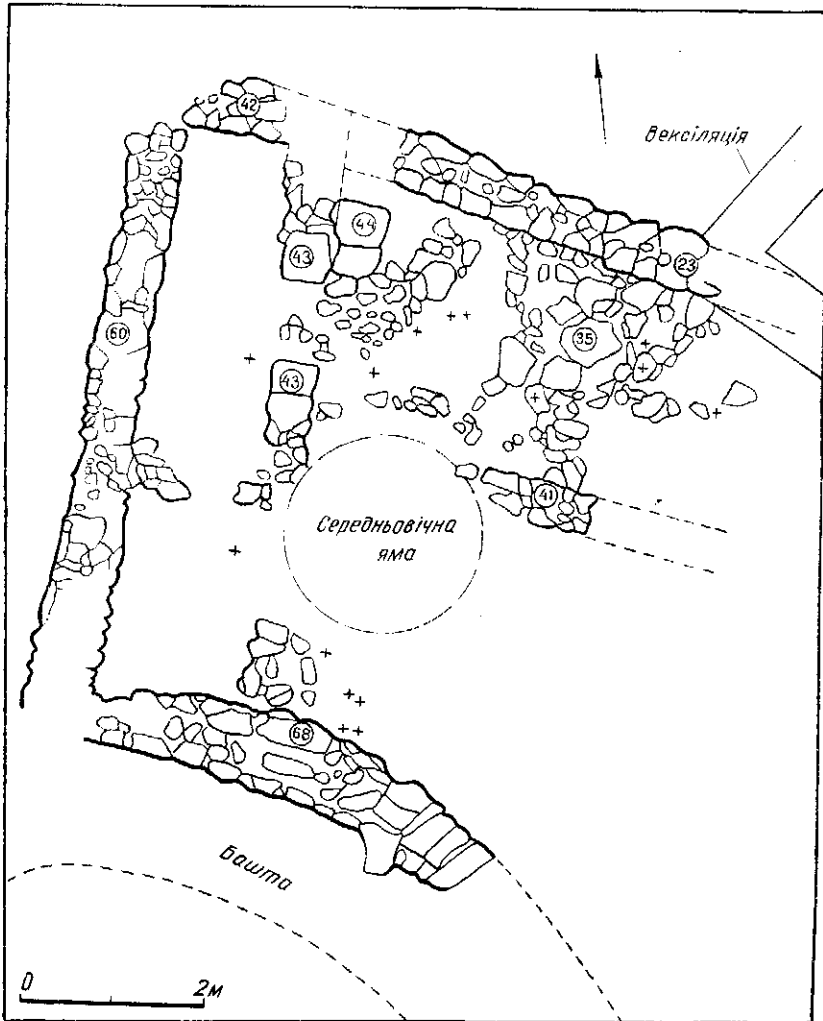 42
Вексіляція
44
43
23
35
60
43
41
Середньовічна
яма
68
Башта
0 2м